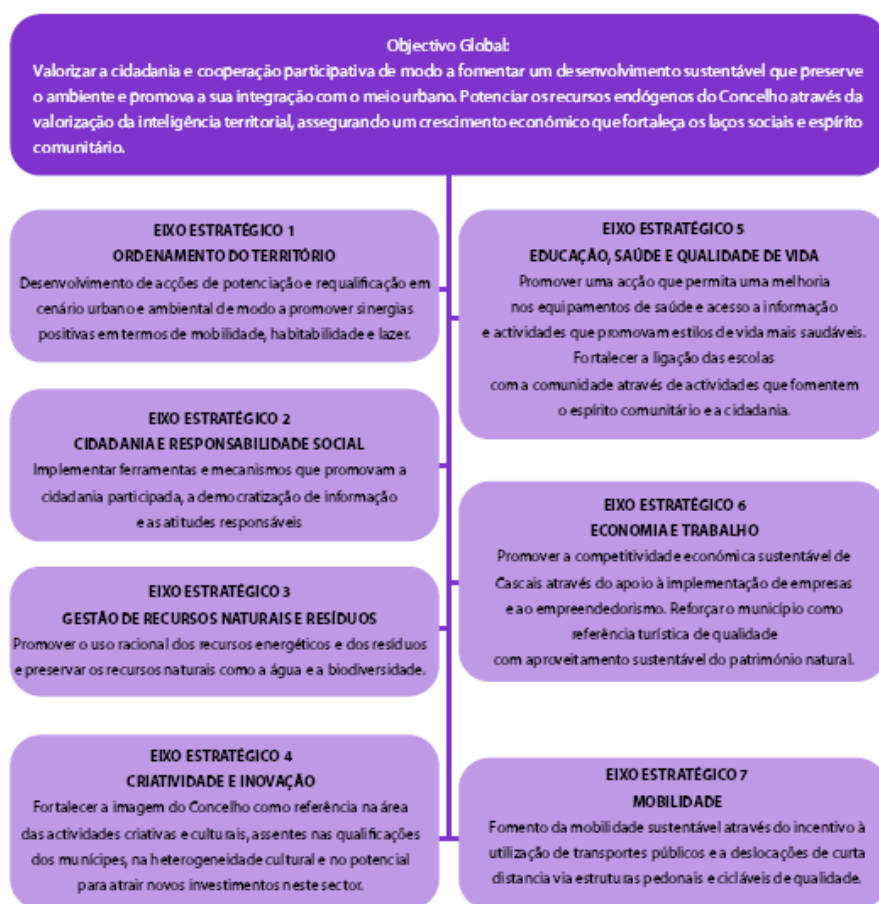 Objectivo Global:
Valorizar a cidadania e cooperação participativa de modo a fomentar um desenvolvimento sustentável que preserve
o ambiente e promova a sua integração com o meio urbano. Potenciar os recursos endógenos do Concelho através da
valorização da inteligência territorial, assegurando um crescimento económico que fortaleça os laços sociais e espírito
comunitário.
EIXO ESTRATÉGICO 1
ORDENAMENTO DO TERRITÓRIO
Desenvolvimento de acções de potenciação e requalificação em
cenário urbano e ambiental de modo a promover sinergias
positivas em termos de mobilidade, habitabilidade e lazer.
EIXO ESTRATÉGICO 2
CIDADANIA E RESPONSABILIDADE SOCIAL
Implementar ferramentas e mecanismos que promovam a
cidadania participada, a democratização de informação
e as atitudes responsáveis
EIXO ESTRATÉGICO 3
GESTÃO DE RECURSOS NATURAIS E RESÍDUOS
Promover o uso racional dos recursos energéticos e dos resíduos
e preservar os recursos naturais como a água e a biodiversidade.
EIXO ESTRATÉGICO 4
CRIATIVIDADE E INOVAÇÃO
Fortalecer a imagem do Concelho como referência na área
das actividades criativas e culturais, assentes nas qualificações
dos munícipes, na heterogeneidade cultural e no potencial
para atrair novos investimentos neste sector.
EIXO ESTRATÉGICO 5
EDUCAÇÃO, SAÚDE E QUALIDADE DE VIDA
Promover uma acção que permita uma melhoria
nos equipamentos de saúde e acesso a informação
e actividades que promovam estilos de vida mais saudáveis.
Fortalecer a ligação das escolas
com a comunidade através de actividades que fomentem
o espírito comunitário e a cidadania.
EIXO ESTRATÉGICO 6
ECONOMIA E TRABALHO
Promover a competitividade económica sustentável de
Cascais através do apoio à implementação de empresas
e ao empreendedorismo. Reforçar o município como
referência turística de qualidade
com aproveitamento sustentável do património natural.
EIXO ESTRATÉGICO 7
MOBILIDADE
Fomento da mobilidade sustentável através do incentivo à
utilização de transportes públicos e a deslocações de curta
distancia via estruturas pedonais e cicláveis de qualidade.